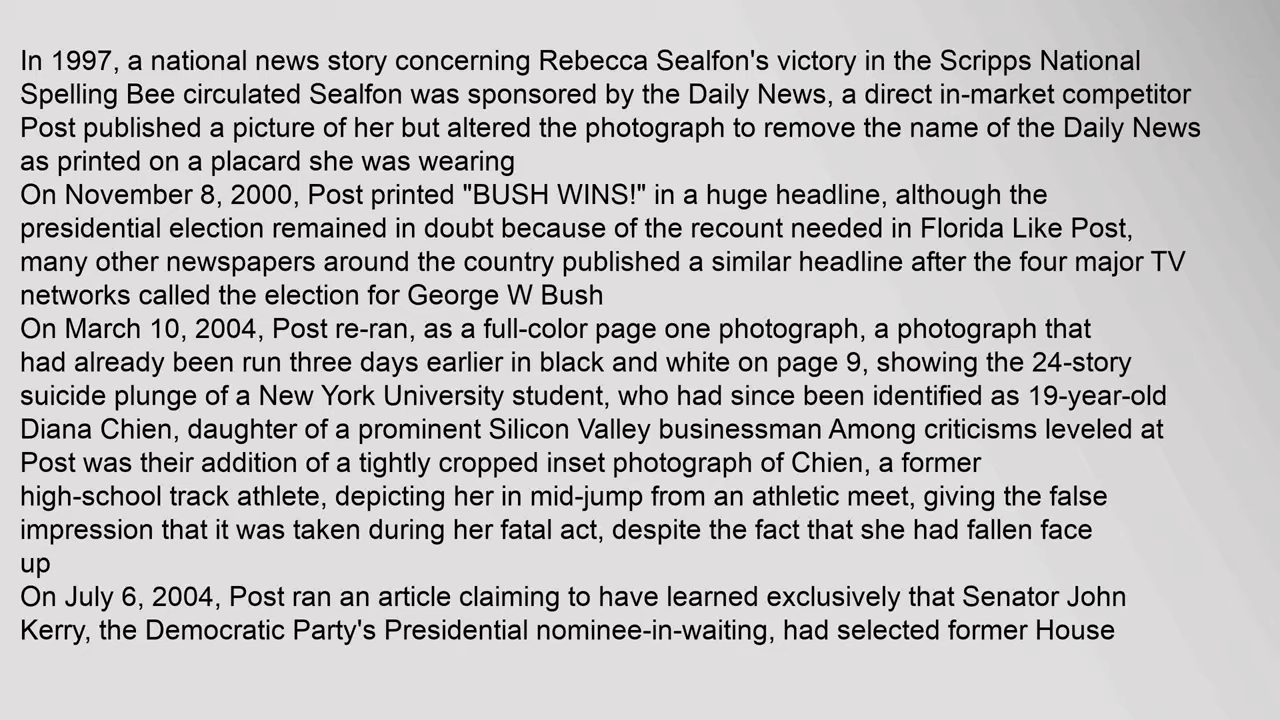 In 1997, a national news story concerning Rebecca Sealfon's victory in the Scripps National
Spelling Bee circulated Sealfon was sponsored by the Daily News, a direct in-market competitor
Post published a picture of her but altered the photograph to remove the name of the Daily News
as printed on a placard she was wearing
On November 8, 2000, Post printed "BUSH WINS!" in a huge headline, although the
presidential election remained in doubt because of the recount needed in Florida Like Post,
many other newspapers around the country published a similar headline after the four major TV
networks called the election for George W Bush
On March 10, 2004, Post re-ran, as a full-color page one photograph, a photograph that
had already been run three days earlier in black and white on page 9, showing the 24-story
suicide plunge of a New York University student, who had since been identified as 19-year-old
Diana Chien, daughter of a prominent Silicon Valley businessman Among criticisms leveled at
Post was their addition of a tightly cropped inset photograph of Chien, a former
high-school track athlete, depicting her in mid-jump from an athletic meet, giving the false
impression that it was taken during her fatal act, despite the fact that she had fallen face
up
On July 6, 2004, Post ran an article claiming to have learned exclusively that Senator John
Kerry, the Democratic Party's Presidential nominee-in-waiting, had selected former House